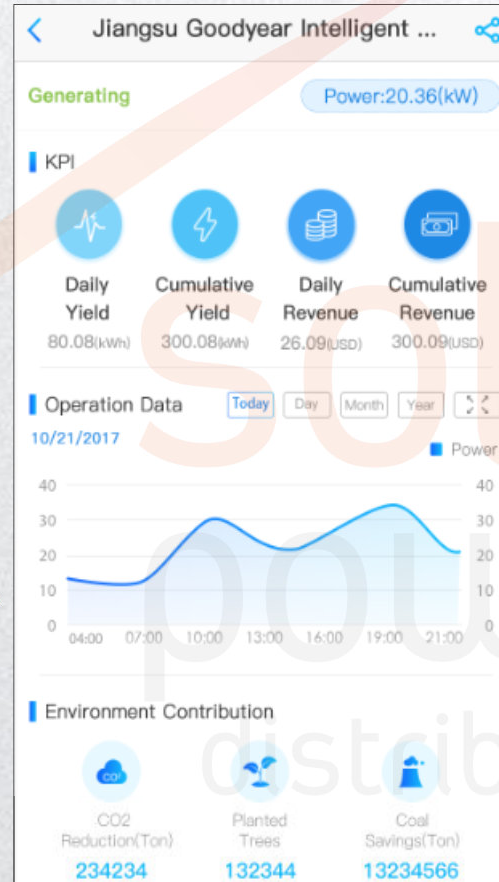 Jiangsu Goodyear Intelligent ...
Generating
Power:20.36(kW)
KPI
Daily Yield
80.08(kWh)
Cumulative Yield
300.08(kWh)
Daily Revenue
26.09(USD)
Cumulative Revenue
300.09(USD)
Operation Data
Today Day Month Year
10/21/2017
Power
40 40
30 30
20 20
10 10
0 0
04:00 07:00 10:00 13:00 16:00 19:00 21:00
Environment Contribution
CO2
CO2 Reduction(Ton)
234234
Planted Trees
132344
Coal Savings(Ton)
13234566